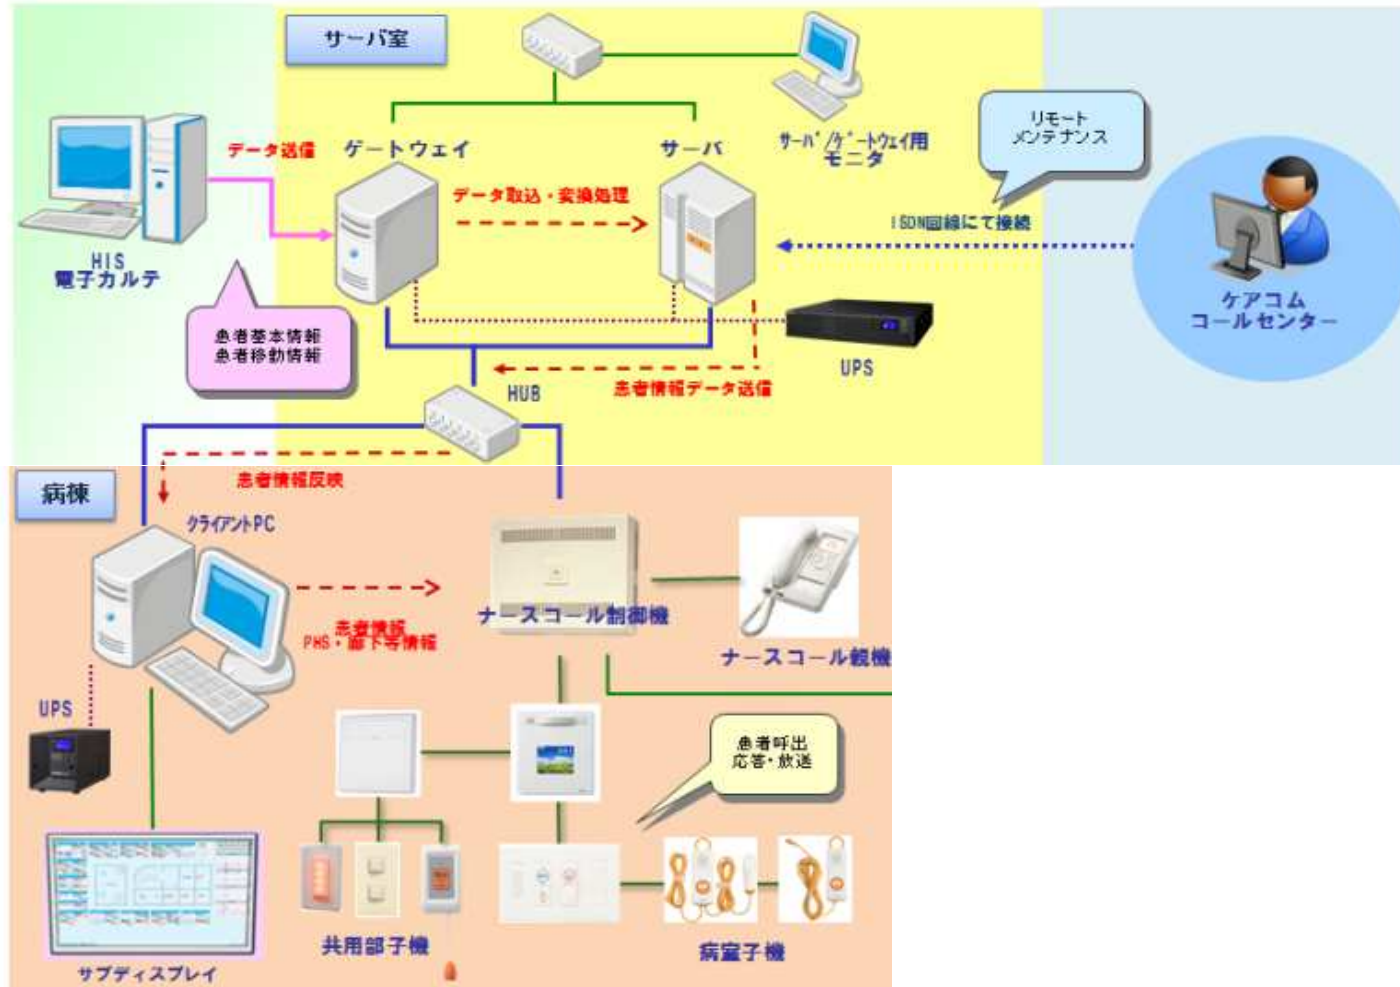 サーバ室
リモート
メンテナンス
データ送信
ゲートウェイ
サーバ
サーバ/ゲートウェイ用
モニタ
データ取込・変換処理
ISDN回線にて接続
HIS
電子カルテ
ケアコム
コールセンター
患者基本情報
患者移動情報
UPS
HUB
患者情報データ送信
患者情報反映
病棟
クライアントPC
ナースコール制御機
患者情報
PHS・廊下等情報
ナースコール親機
UPS
患者呼出
応答・放送
共用部子機
病室子機
サブディスプレイ